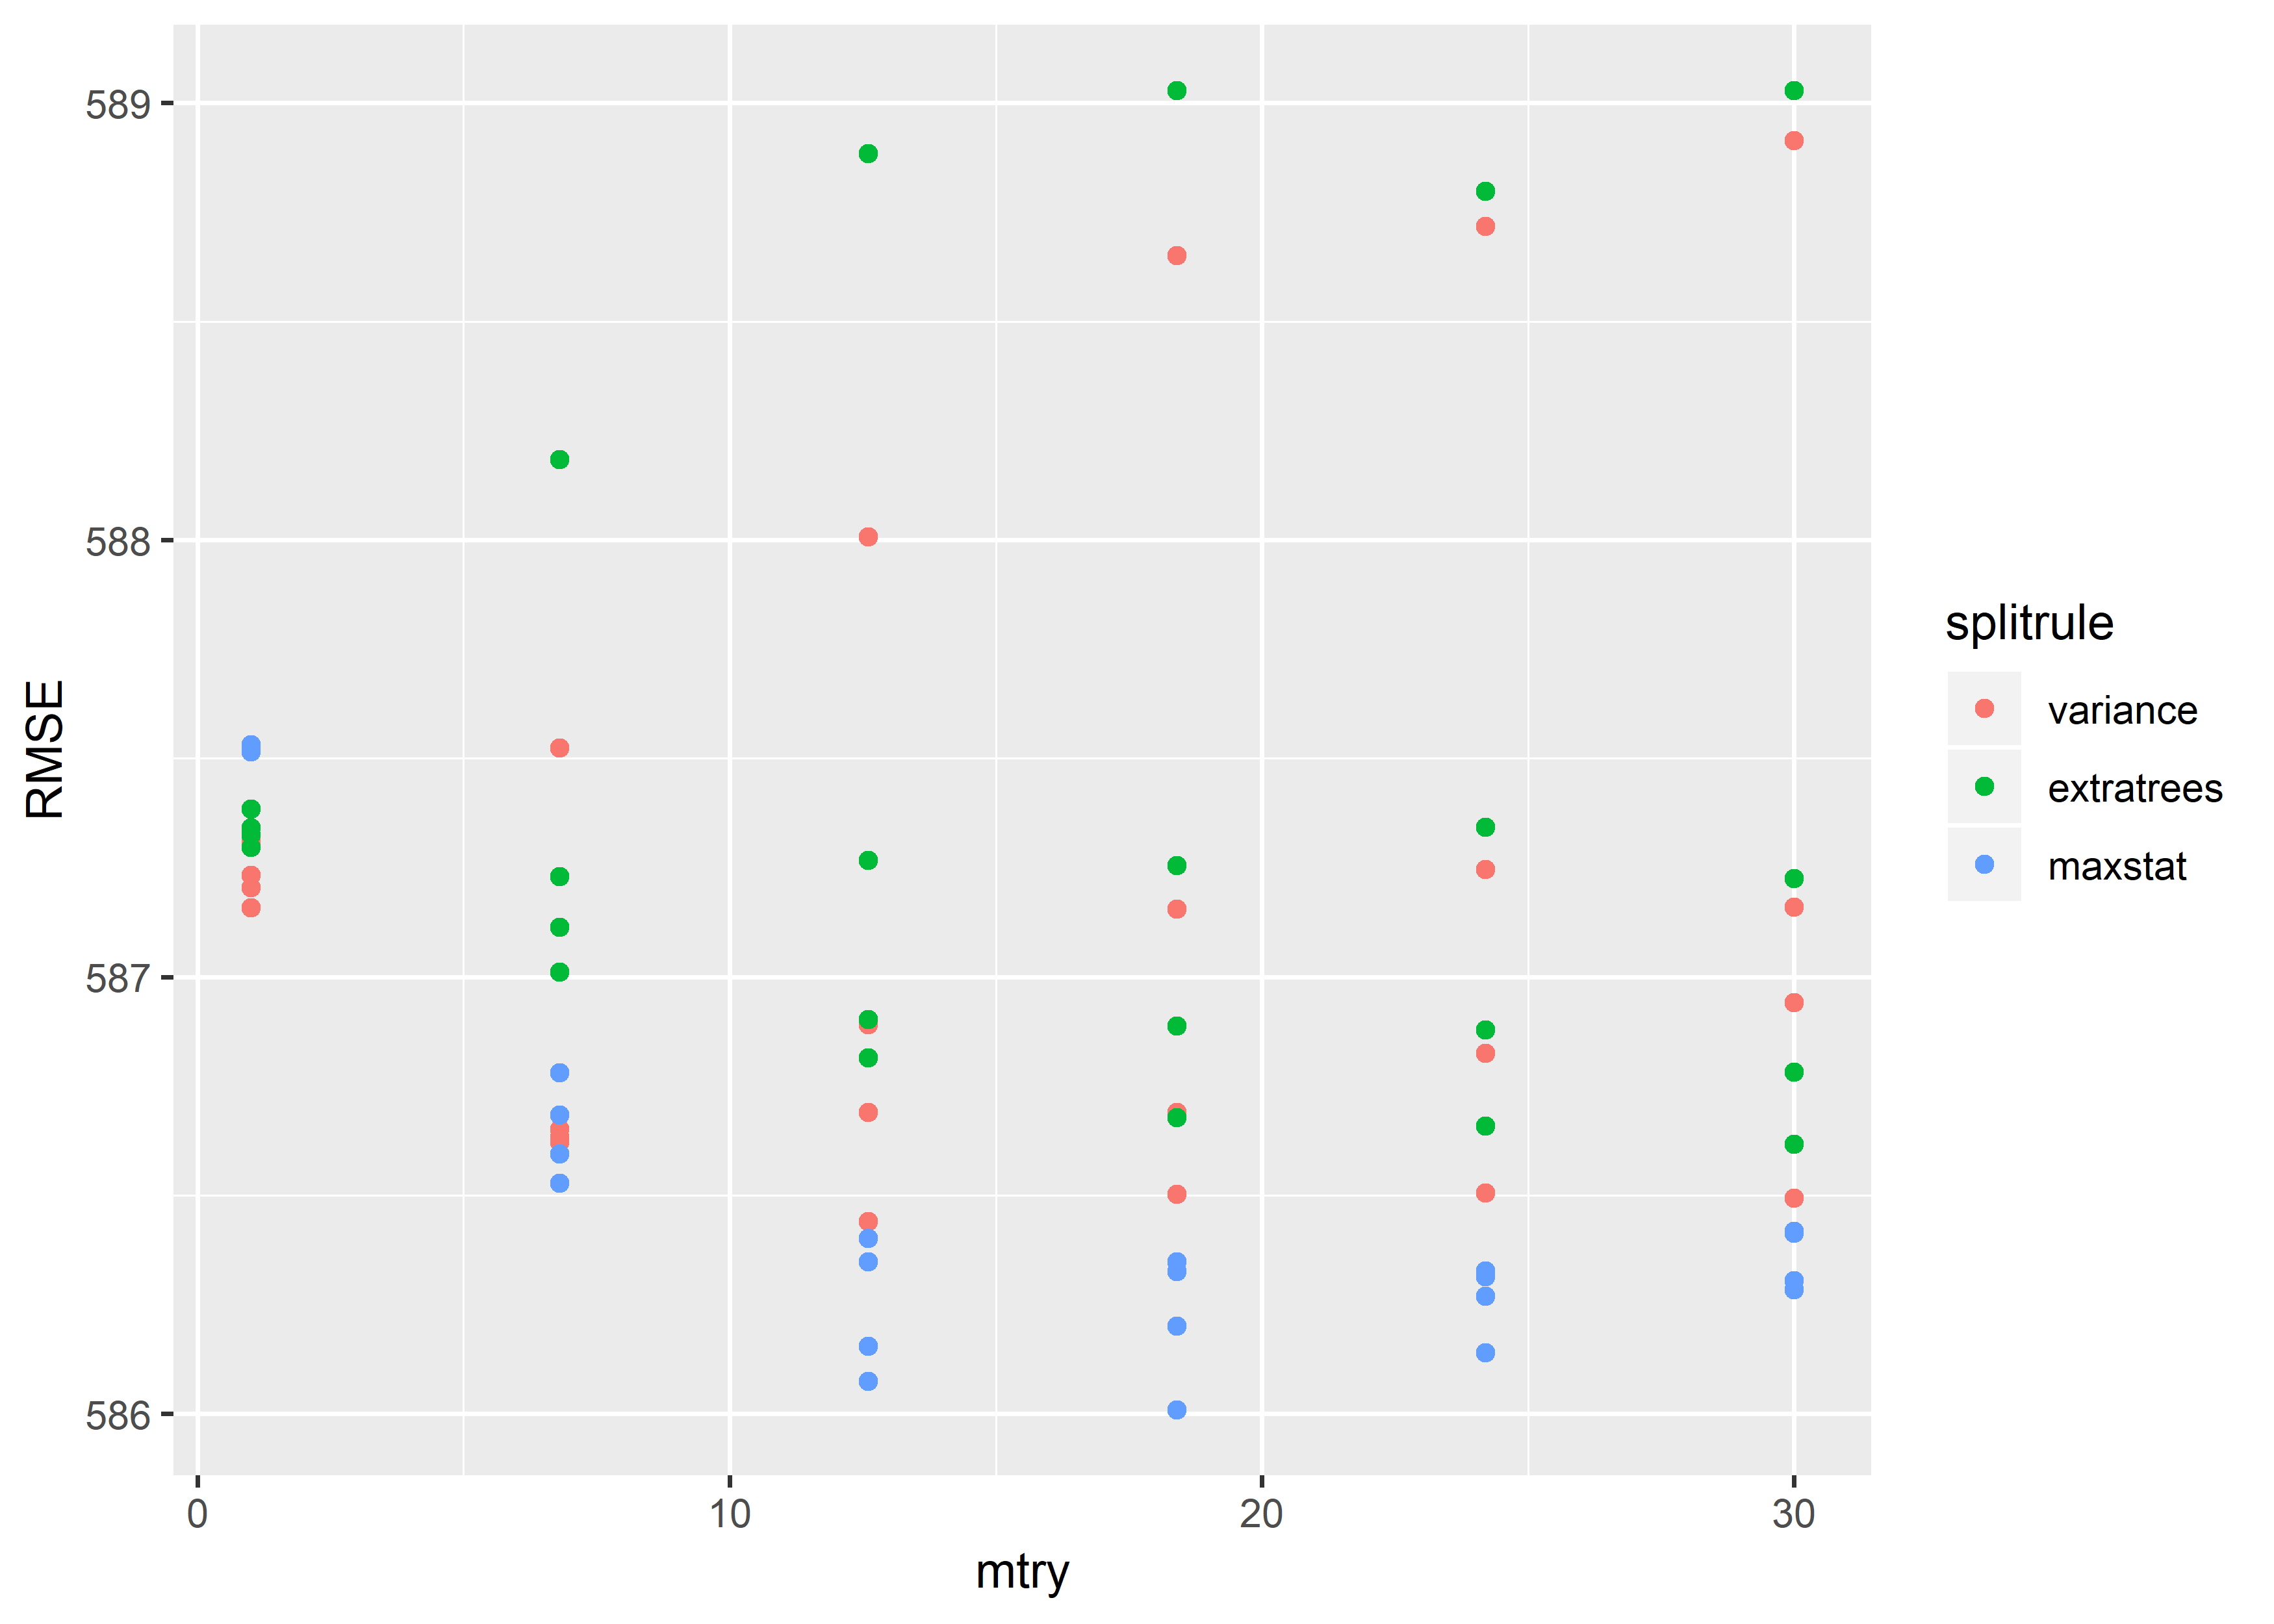 589
588
587
586
RMSE
0 10 20 30
mtry
splitrule
variance
extratrees
maxstat